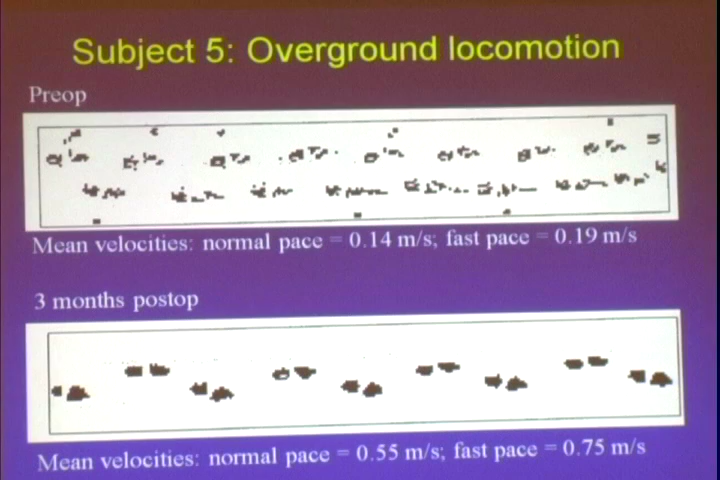 Subject 5: Overground locomotion
Preop
Mean velocities: normal pace = 0.14 m/s; fast pace = 0.19 m/s
3 months postop
Mean velocities: normal pace = 0.55 m/s; fast pace = 0.75 m/s